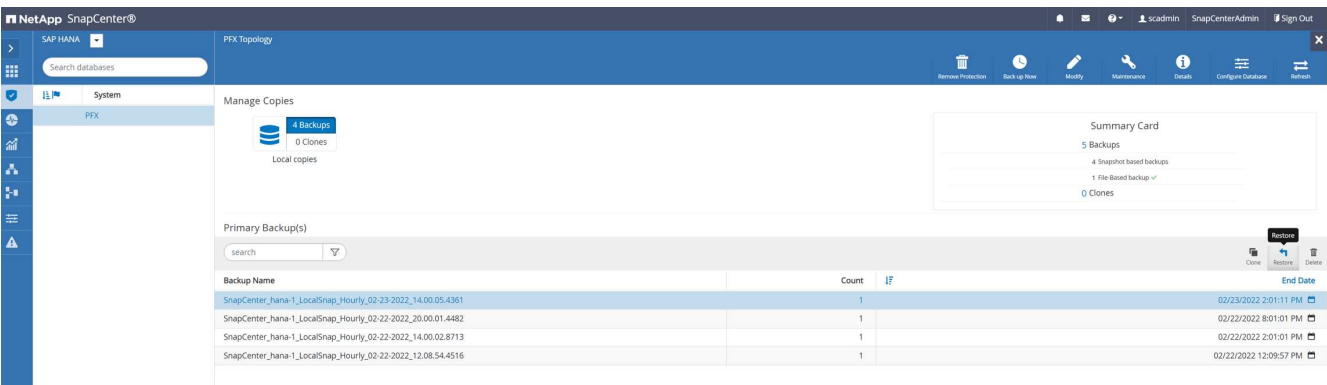 NetApp SnapCenter®
scadmin SnapCenterAdmin Sign Out
SAP HANA
PFX Topology
Search databases
Remove Protection Back up Now Modify Maintenance Details Configure Database Refresh
System
PFX
Manage Copies
4 Backups
0 Clones
Local copies
Summary Card
5 Backups
4 Snapshot based backups
1 File-Based backup ✓
0 Clones
Primary Backup(s)
Restore
search
Clone Restore Delete
Backup Name Count End Date
SnapCenter_hana-1_LocalSnap_Hourly_02-23-2022_14.00.05.4361 1 02/23/2022 2:01:11 PM
SnapCenter_hana-1_LocalSnap_Hourly_02-22-2022_20.00.01.4482 1 02/22/2022 8:01:01 PM
SnapCenter_hana-1_LocalSnap_Hourly_02-22-2022_14.00.02.8713 1 02/22/2022 2:01:01 PM
SnapCenter_hana-1_LocalSnap_Hourly_02-22-2022_12.08.54.4516 1 02/22/2022 12:09:57 PM